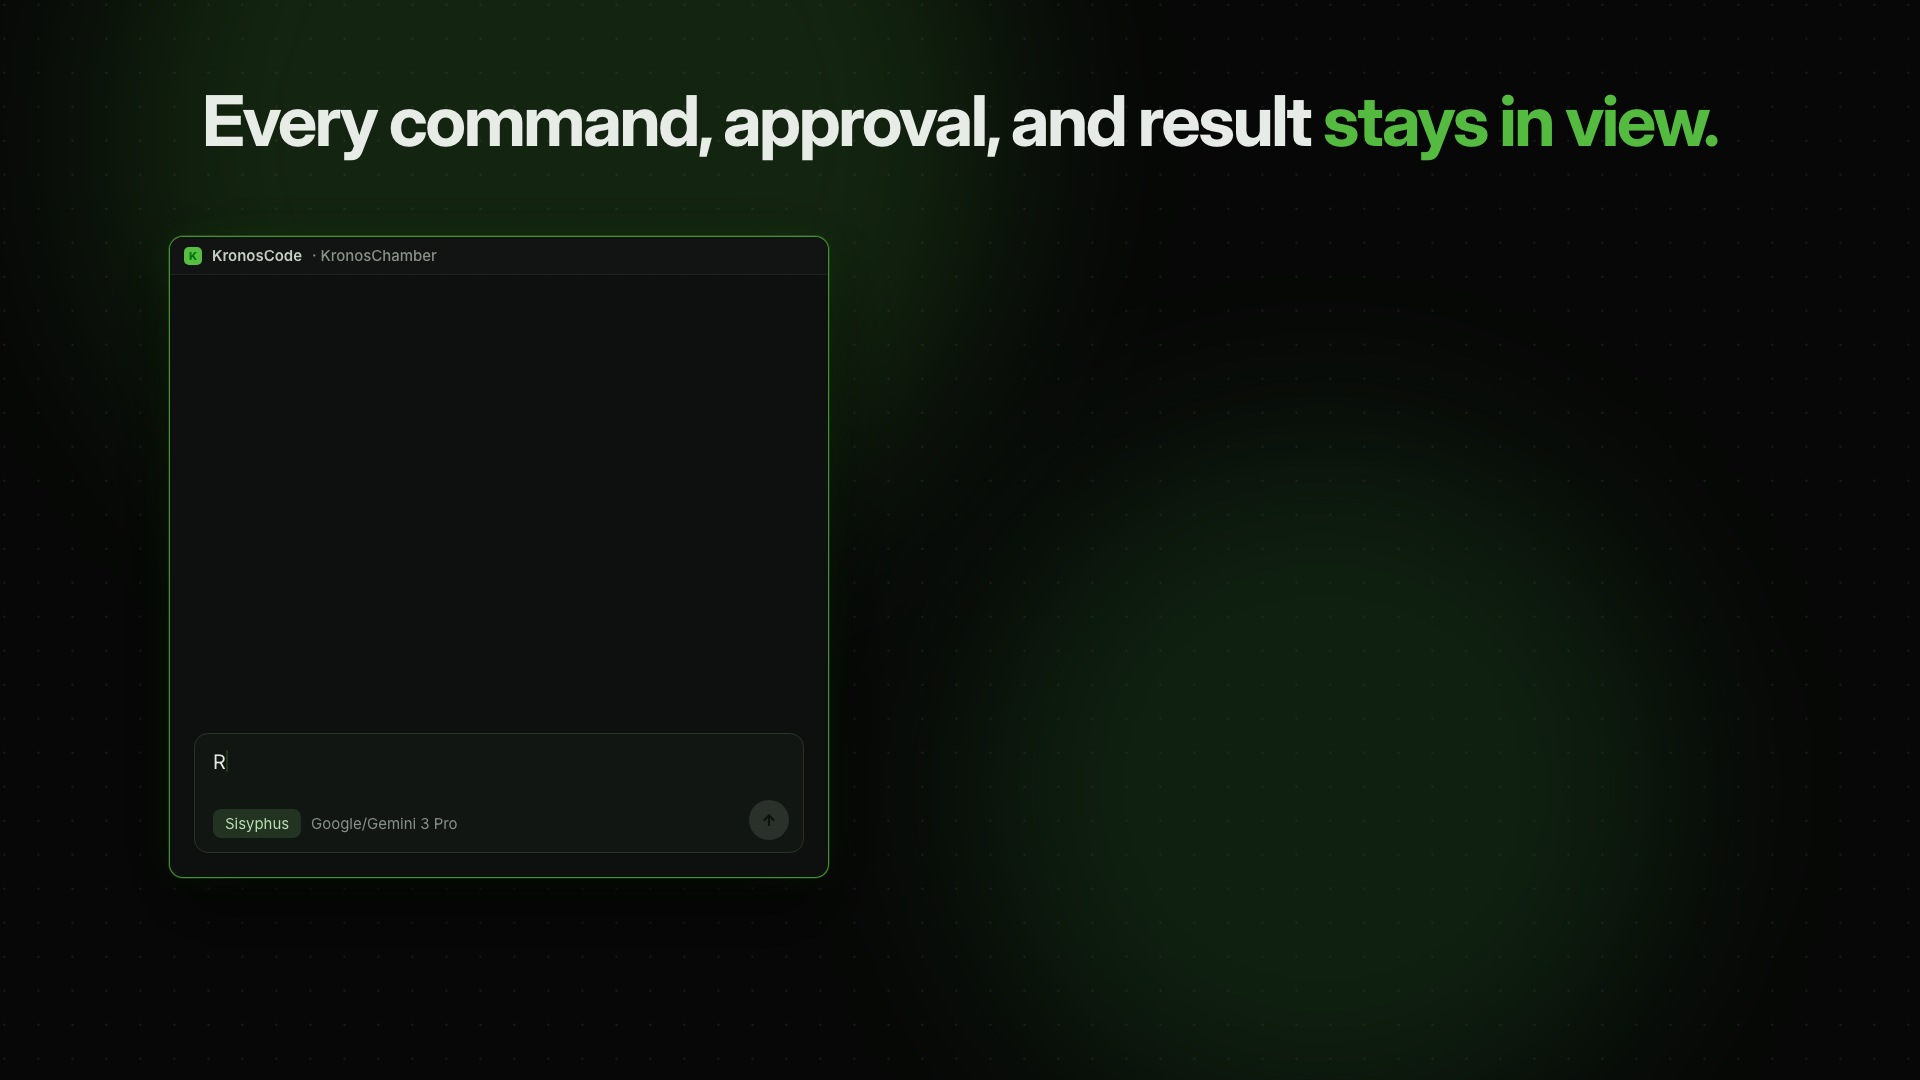 Every command, approval, and result stays in view.
K KronosCode · KronosChamber
R
Sisyphus Google/Gemini 3 Pro